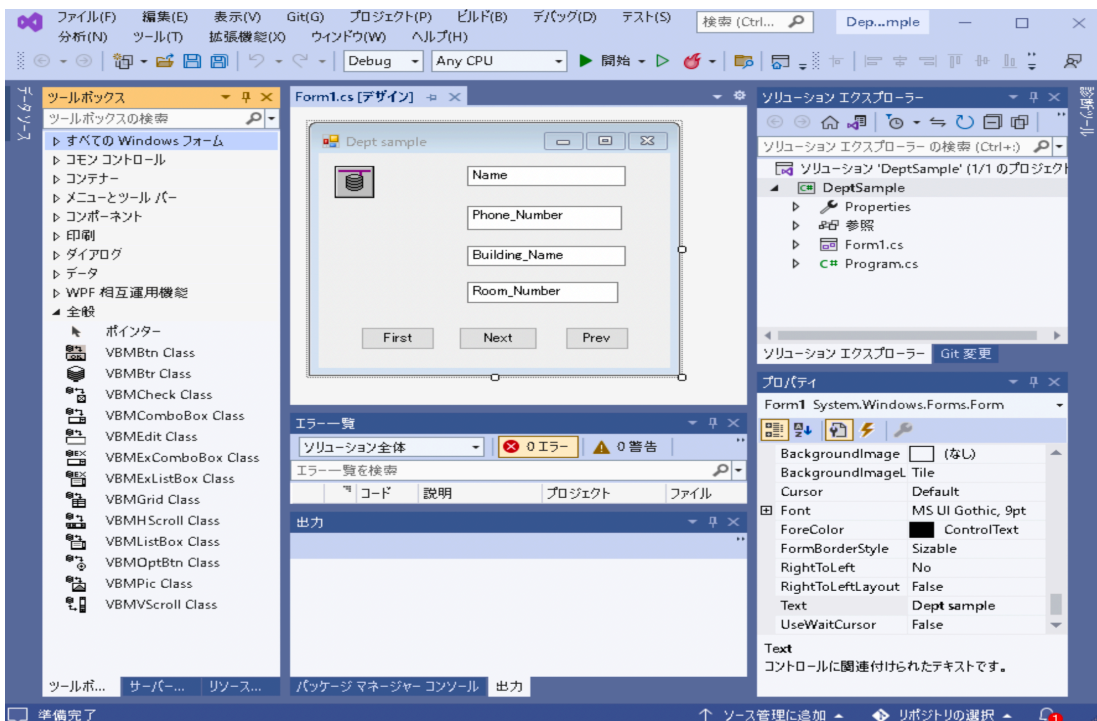 ファイル(F) 編集(E) 表示(V) Git(G) プロジェクト(P) ビルド(B) デバッグ(D) テスト(S) 検索 (Ctrl... Dep...mple
分析(N) ツール(T) 拡張機能(X) ウィンドウ(W) ヘルプ(H)
Debug Any CPU 開始
データ ソース
ツールボックス
ツールボックスの検索
すべての Windows フォーム
コモン コントロール
コンテナー
メニューとツール バー
コンポーネント
印刷
ダイアログ
データ
WPF 相互運用機能
全般
ポインター
VBMBtn Class
VBMBtr Class
VBMCheck Class
VBMComboBox Class
VBMEdit Class
VBMExComboBox Class
VBMExListBox Class
VBMGrid Class
VBMHScroll Class
VBMListBox Class
VBMOptBtn Class
VBMPic Class
VBMVScroll Class
ツールボ... サーバー... リソース...
Form1.cs [デザイン]
Dept sample
Name
Phone_Number
Building_Name
Room_Number
First Next Prev
エラー一覧
ソリューション全体 0 エラー 0 警告
エラー一覧を検索
コード 説明 プロジェクト ファイル
出力
パッケージ マネージャー コンソール 出力
ソリューション エクスプローラー
ソリューション エクスプローラー の検索 (Ctrl+:)
ソリューション 'DeptSample' (1/1 のプロジェクト
C# DeptSample
Properties
参照
Form1.cs
C# Program.cs
ソリューション エクスプローラー Git 変更
プロパティ
Form1 System.Windows.Forms.Form
BackgroundImage (なし)
BackgroundImageL Tile
Cursor Default
Font MS UI Gothic, 9pt
ForeColor ControlText
FormBorderStyle Sizable
RightToLeft No
RightToLeftLayout False
Text Dept sample
UseWaitCursor False
Text
コントロールに関連付けられたテキストです。
診断ツール
準備完了 ソース管理に追加 リポジトリの選択 1